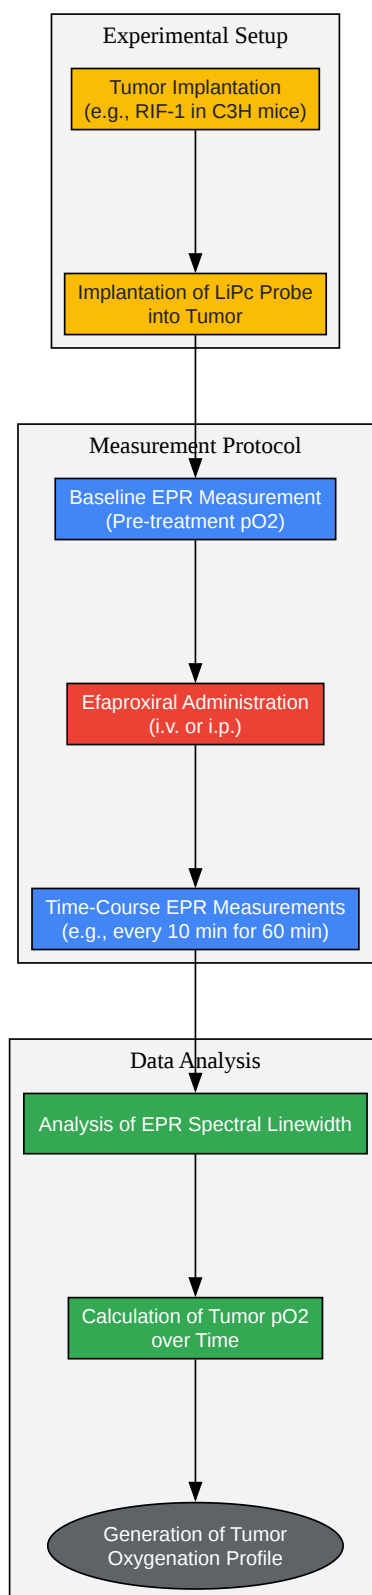 Experimental Setup
Tumor Implantation
(e.g., RIF-1 in C3H mice)
Implantation of LiPc Probe
into Tumor
Measurement Protocol
Baseline EPR Measurement
(Pre-treatment pO2)
Efaproxiral Administration
(i.v. or i.p.)
Time-Course EPR Measurements
(e.g., every 10 min for 60 min)
Data Analysis
Analysis of EPR Spectral Linewidth
Calculation of Tumor pO2
over Time
Generation of Tumor
Oxygenation Profile